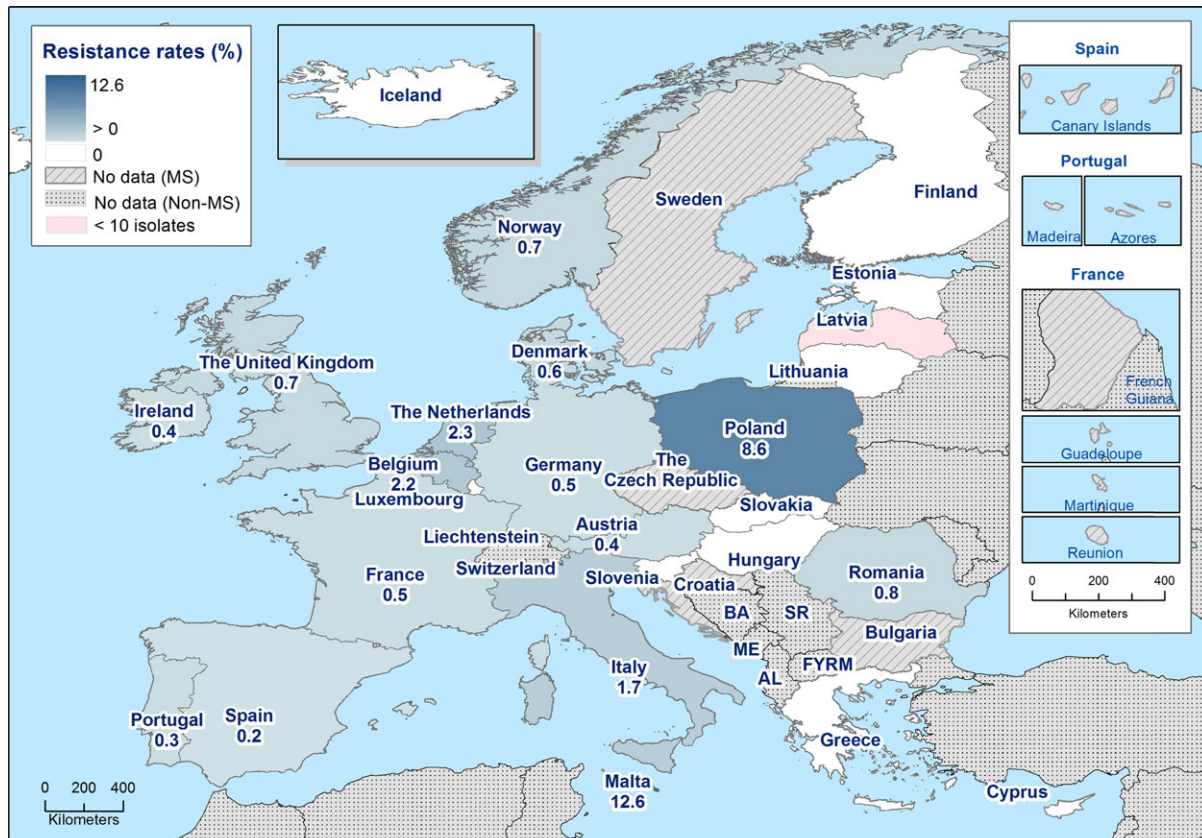 Resistance rates (%)
12.6
> 0
0
No data (MS)
No data (Non-MS)
< 10 isolates
Iceland
Norway
0.7
Sweden
Finland
Estonia
Latvia
Lithuania
The United Kingdom
0.7
Ireland
0.4
Denmark
0.6
The Netherlands
2.3
Belgium
2.2
Luxembourg
Germany
0.5
Poland
8.6
The
Czech Republic
Slovakia
Austria
0.4
Liechtenstein
Switzerland
France
0.5
Hungary
Slovenia
Croatia
Romania
0.8
BA
SR
ME
Bulgaria
FYRM
AL
Italy
1.7
Portugal
0.3
Spain
0.2
Greece
Malta
12.6
Cyprus
0 200 400
Kilometers
Spain
Canary Islands
Portugal
Madeira
Azores
France
French
Guiana
Guadeloupe
Martinique
Reunion
0 200 400
Kilometers